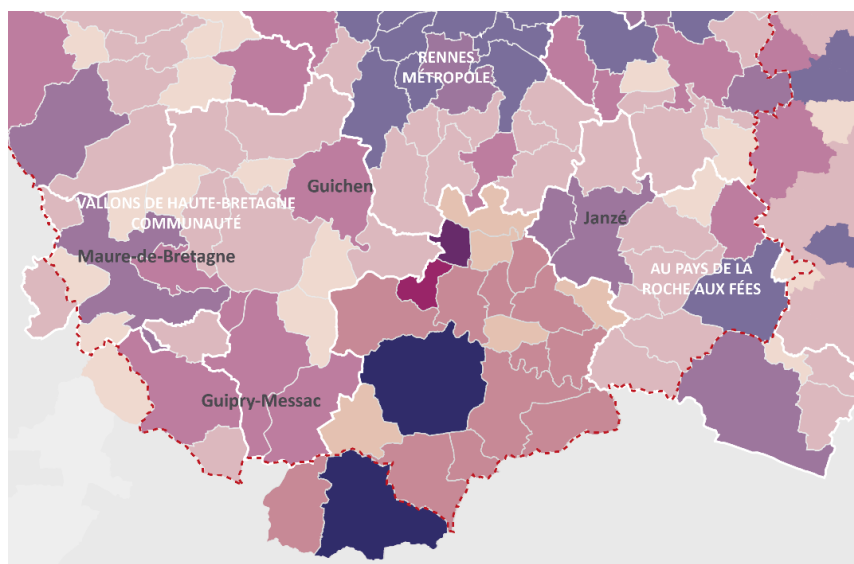 RENNES
MÉTROPOLE
Guichen
VALLONS DE HAUTE-BRETAGNE
COMMUNAUTÉ
Janzé
Maure-de-Bretagne
AU PAYS DE LA
ROCHE AUX FÉES
Guipry-Messac